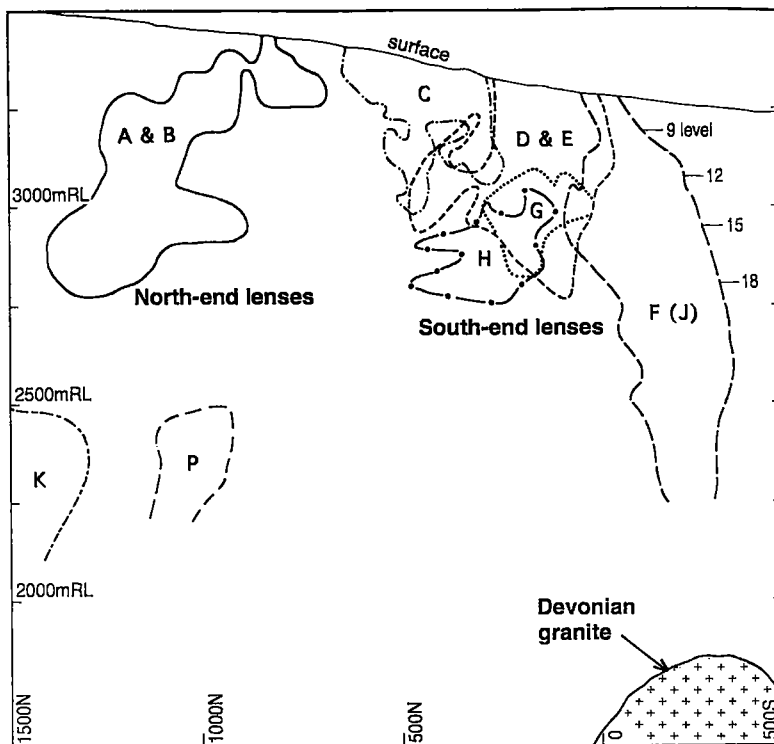 surface
C
9 level
A & B
D & E
12
3000mRL
G
15
H
18
North-end lenses
F (J)
South-end lenses
2500mRL
K
P
2000mRL
Devonian
granite
1500N
1000N
500N
0
500S